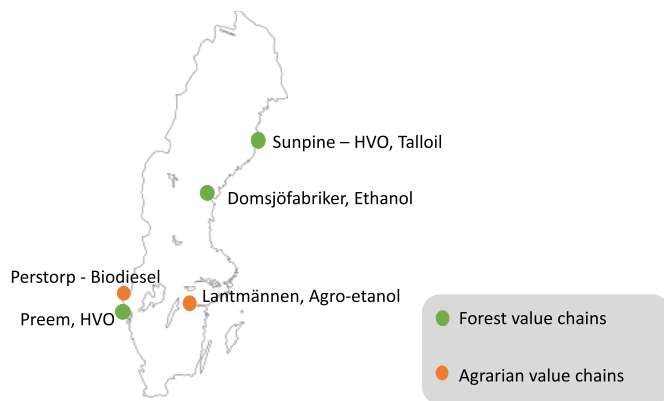 Sunpine – HVO, Talloil
Domsjöfabriker, Ethanol
Perstorp - Biodiesel
Lantmännen, Agro-etanol
Preem, HVO
Forest value chains
Agrarian value chains